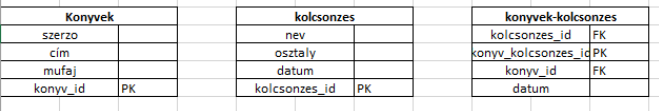 Konyvek
szerzo
cím
mufaj
konyv_id PK
kolcsonzes
nev
osztaly
datum
kolcsonzes_id PK
konyvek-kolcsonzes
kolcsonzes_id FK
konyv_kolcsonzes_id PK
konyv_id FK
datum